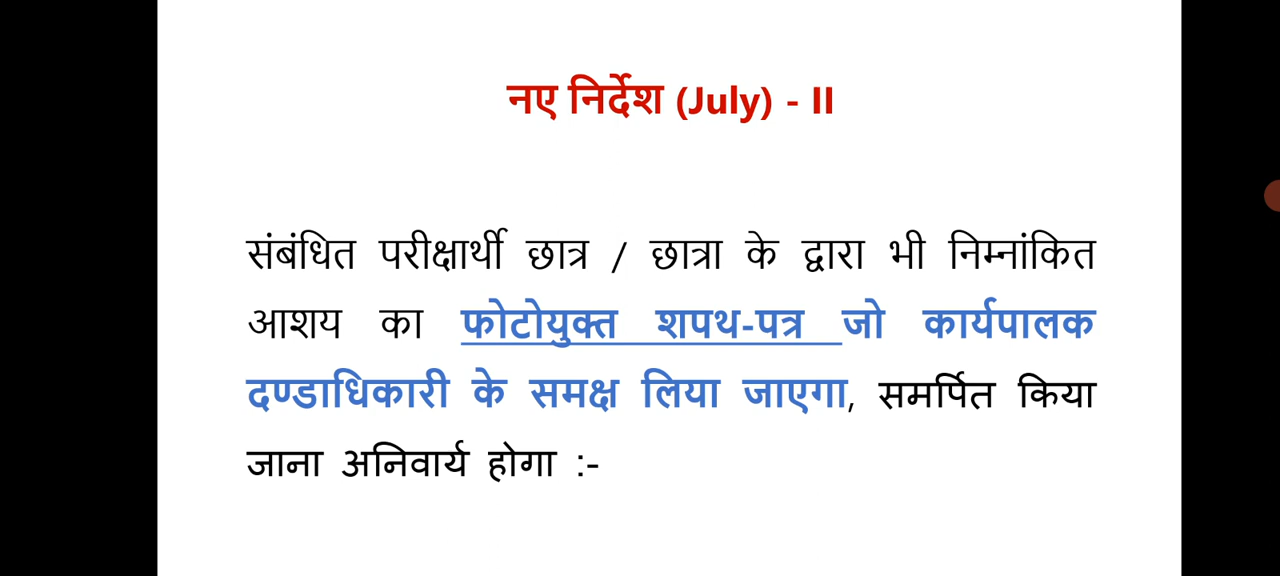 नए निर्देश (July) - II
संबंधित परीक्षार्थी छात्र / छात्रा के द्वारा भी निम्नांकित
आशय का फोटोयुक्त शपथ-पत्र जो कार्यपालक
दण्डाधिकारी के समक्ष लिया जाएगा, समर्पित किया
जाना अनिवार्य होगा :-